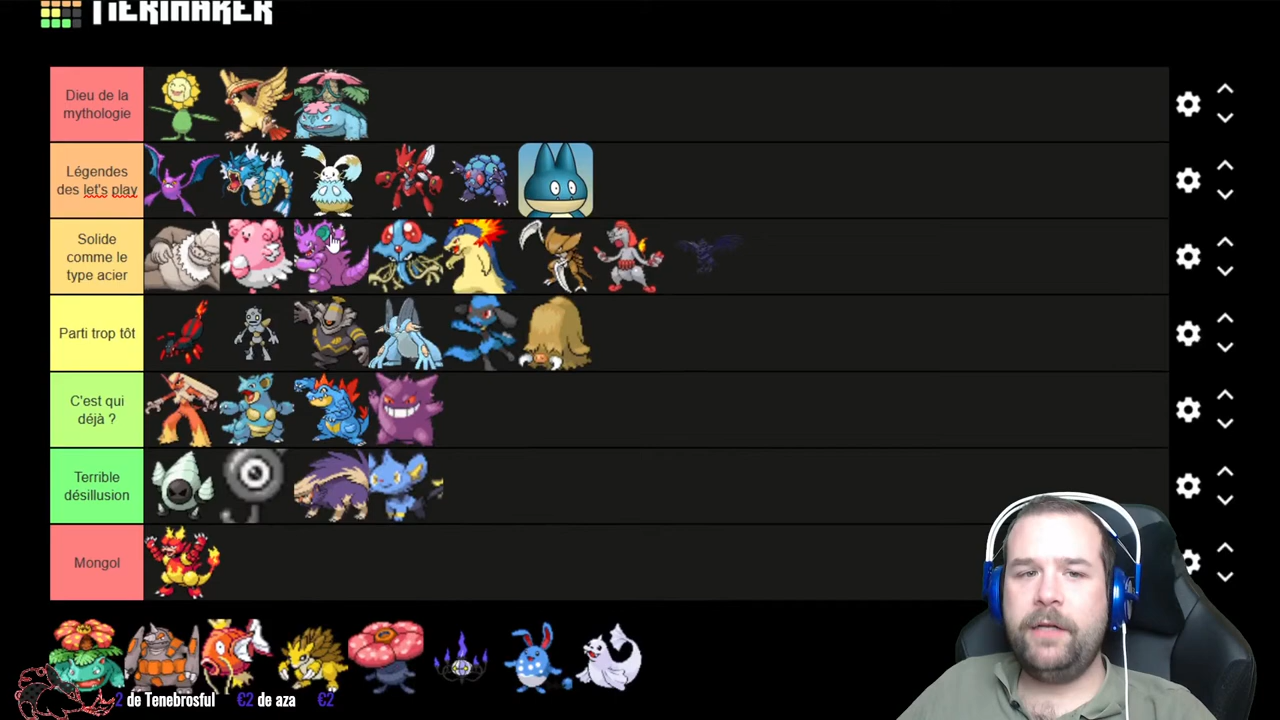 TIERMAKER
Dieu de la
mythologie
Légendes
des let's play
Solide
comme le
type acier
Parti trop tôt
C'est qui
déjà ?
Terrible
désillusion
Mongol
2 de Tenebrosful €2 de aza €2